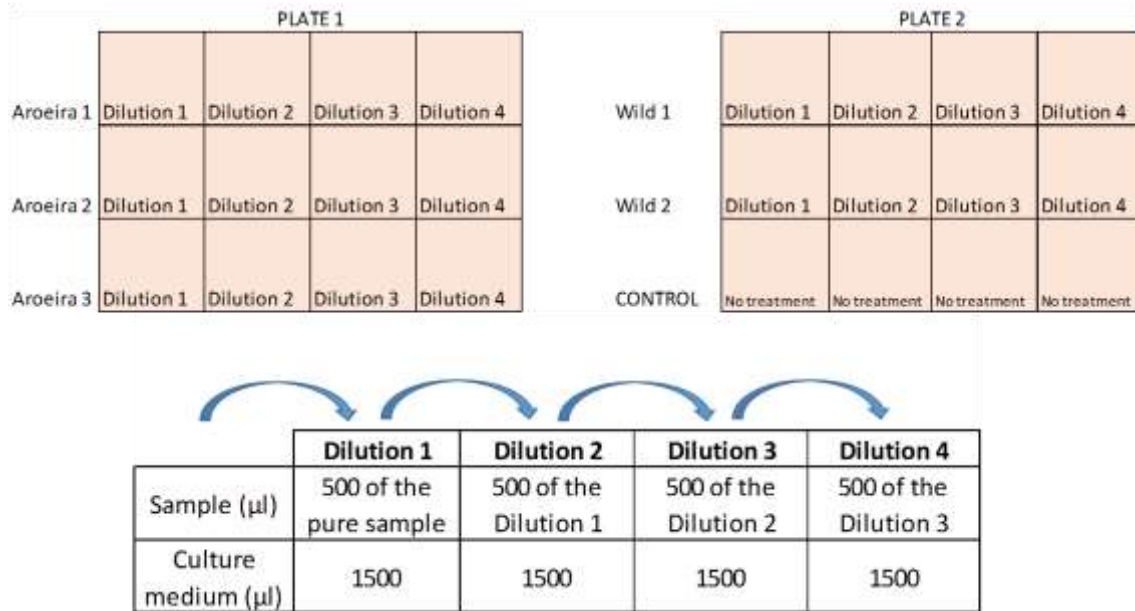 PLATE 1 PLATE 2
Aroeira 1 Dilution 1 Dilution 2 Dilution 3 Dilution 4 Wild 1 Dilution 1 Dilution 2 Dilution 3 Dilution 4
Aroeira 2 Dilution 1 Dilution 2 Dilution 3 Dilution 4 Wild 2 Dilution 1 Dilution 2 Dilution 3 Dilution 4
Aroeira 3 Dilution 1 Dilution 2 Dilution 3 Dilution 4 CONTROL No treatment No treatment No treatment No treatment
Dilution 1 Dilution 2 Dilution 3 Dilution 4
Sample (µl) 500 of the pure sample 500 of the Dilution 1 500 of the Dilution 2 500 of the Dilution 3
Culture medium (µl) 1500 1500 1500 1500